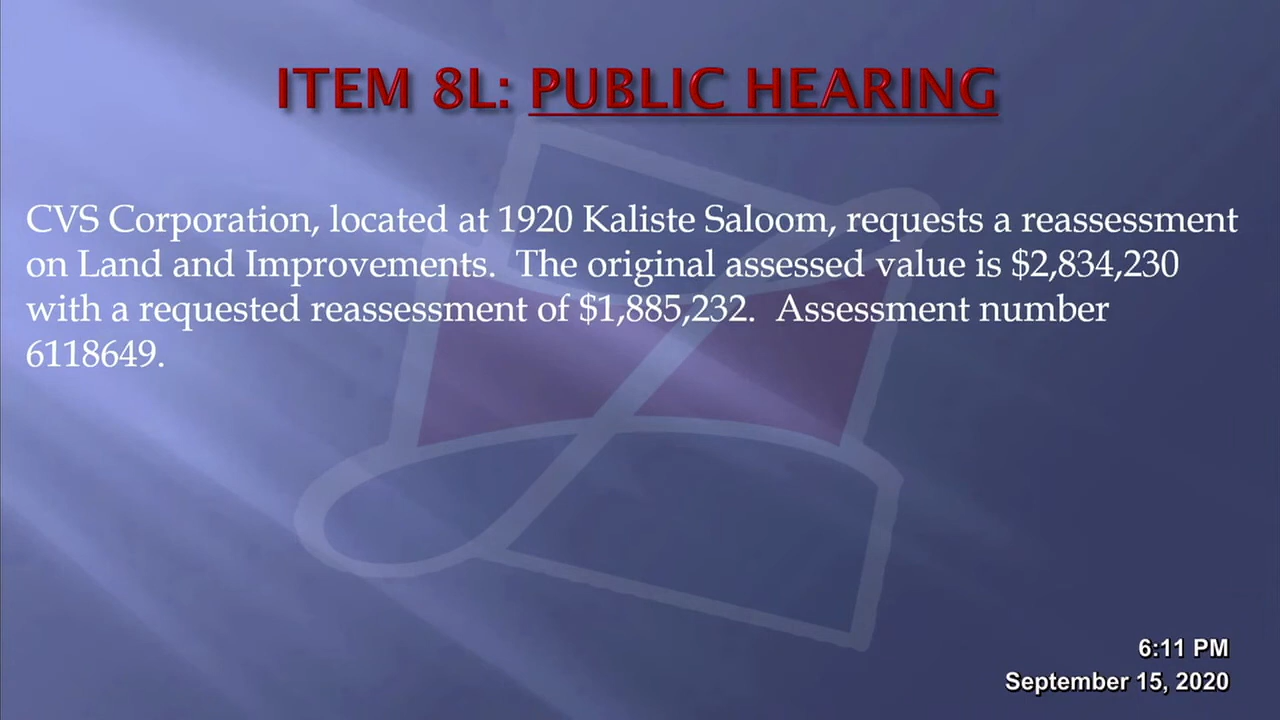 ITEM 8L: PUBLIC HEARING
CVS Corporation, located at 1920 Kaliste Saloom, requests a reassessment
on Land and Improvements.  The original assessed value is $2,834,230
with a requested reassessment of $1,885,232.  Assessment number
6118649.
6:11 PM
September 15, 2020